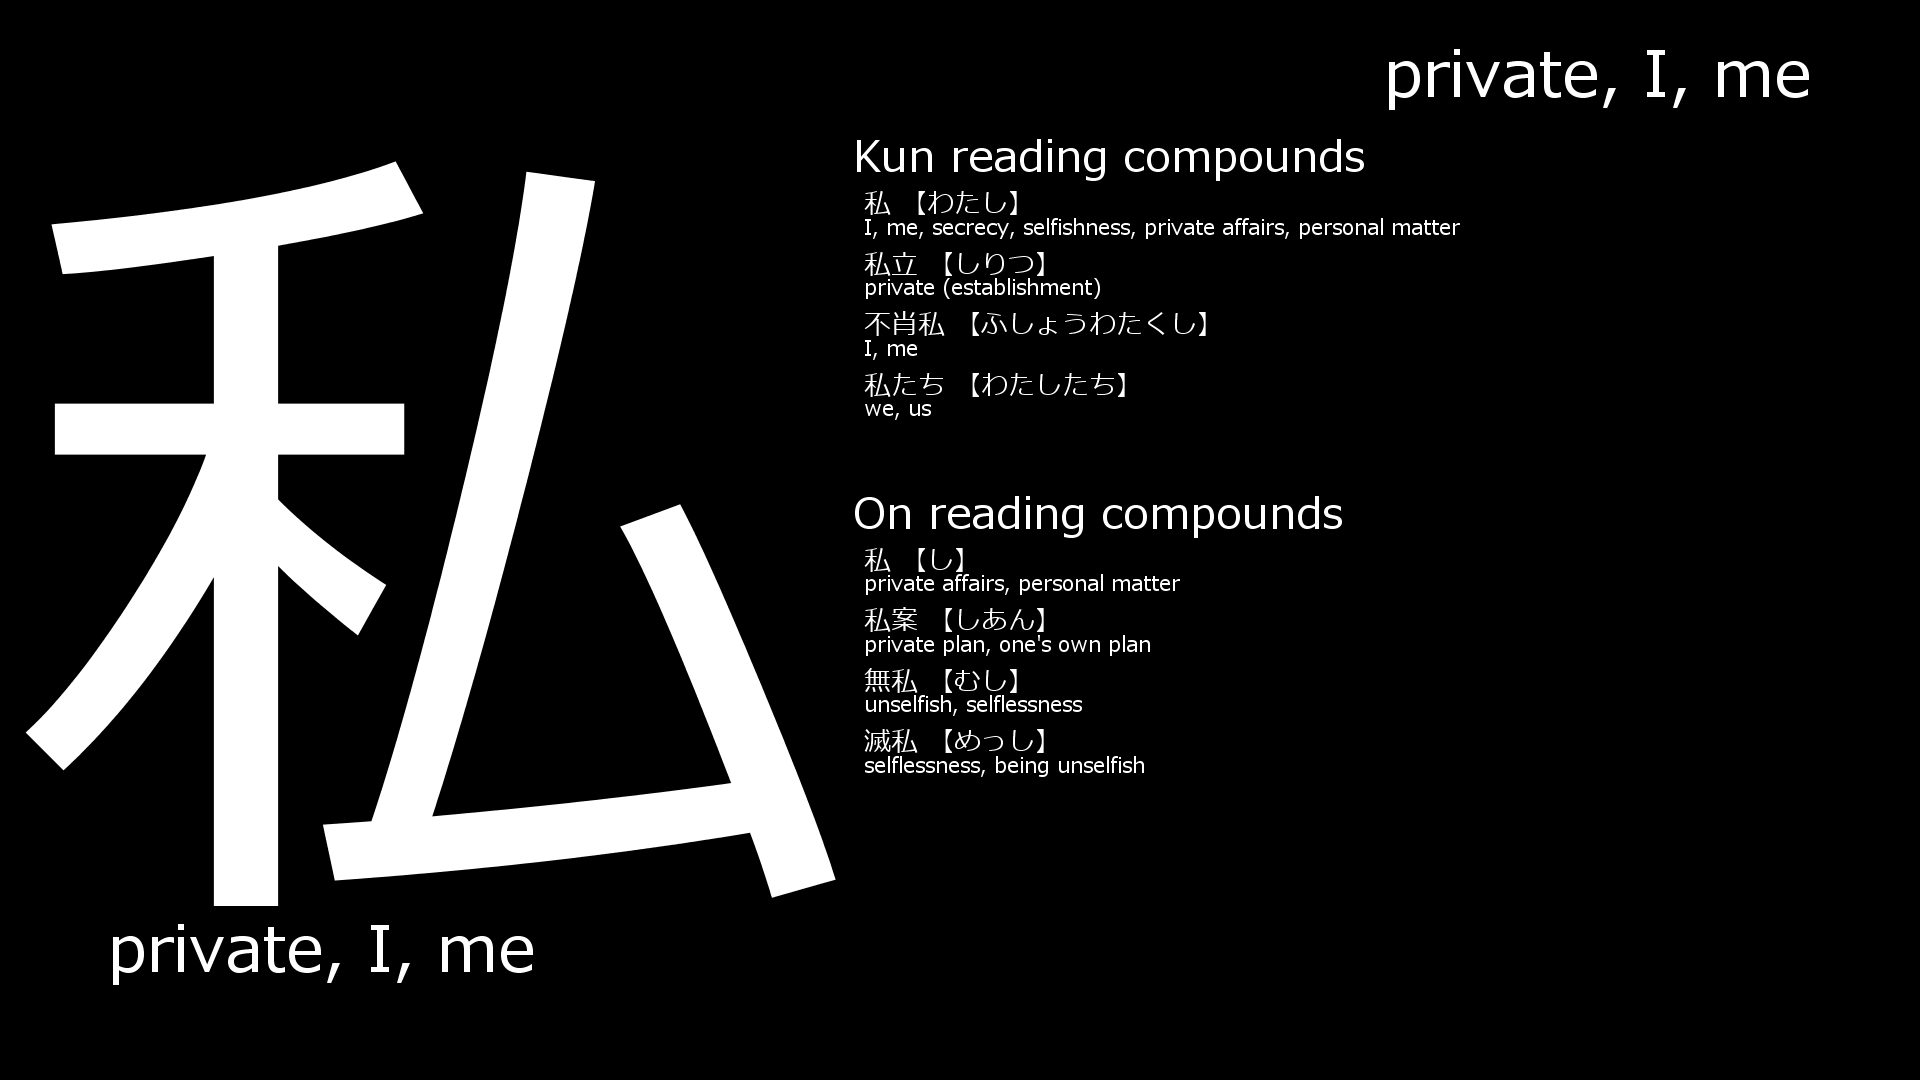 private, I, me
私
Kun reading compounds
私 【わたし】
I, me, secrecy, selfishness, private affairs, personal matter
私立 【しりつ】
private (establishment)
不肖私 【ふしょうわたくし】
I, me
私たち 【わたしたち】
we, us
On reading compounds
私 【し】
private affairs, personal matter
私案 【しあん】
private plan, one's own plan
無私 【むし】
unselfish, selflessness
滅私 【めっし】
selflessness, being unselfish
private, I, me